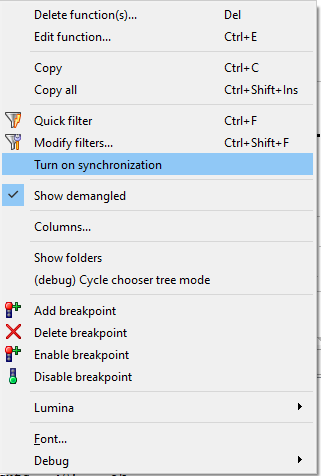 Delete function(s)... Del
Edit function... Ctrl+E
Copy Ctrl+C
Copy all Ctrl+Shift+Ins
Quick filter Ctrl+F
Modify filters... Ctrl+Shift+F
Turn on synchronization
Show demangled
Columns...
Show folders
(debug) Cycle chooser tree mode
Add breakpoint
Delete breakpoint
Enable breakpoint
Disable breakpoint
Lumina
Font...
Debug